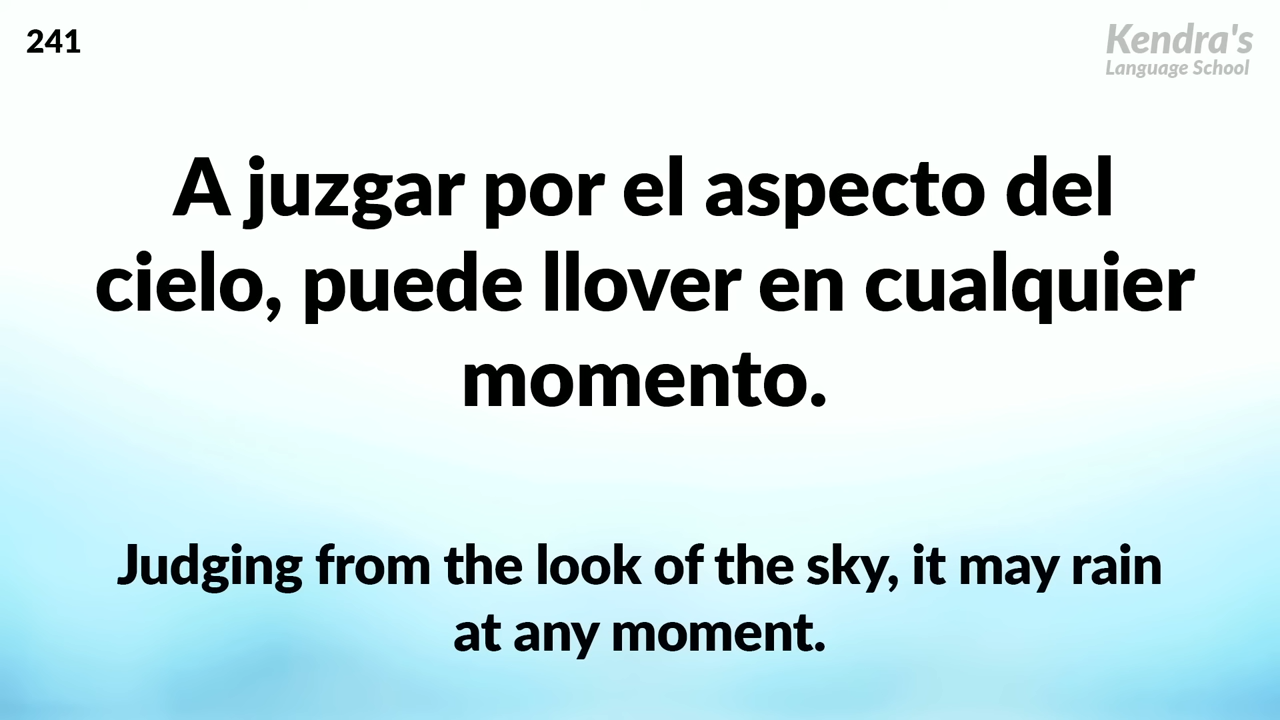 241
Kendra's
Language School
A juzgar por el aspecto del
cielo, puede llover en cualquier
momento.
Judging from the look of the sky, it may rain
at any moment.